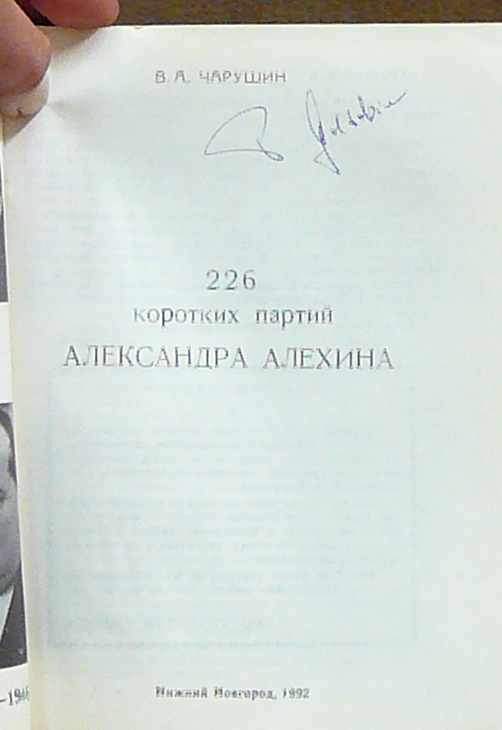 В. А. ЧАРУШИН
226
коротких партий
АЛЕКСАНДРА АЛЕХИНА
Нижний Новгород, 1992